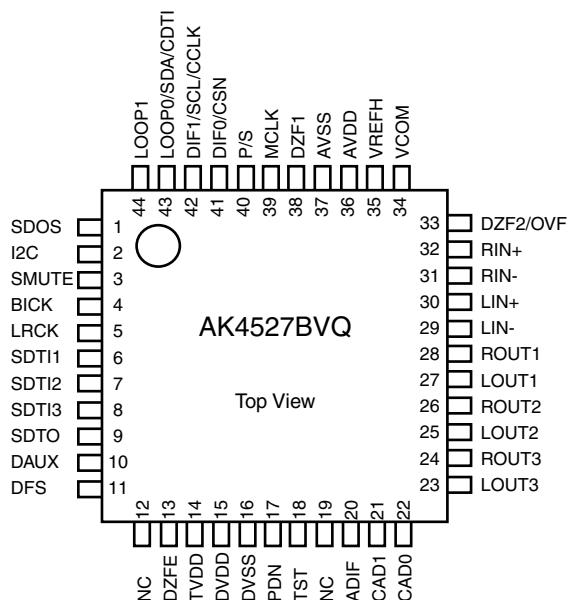 LOOP1
LOOP0/SDA/CDTI
DIF1/SCL/CCLK
DIF0/CSN
P/S
MCLK
DZF1
AVSS
AVDD
VREFH
VCOM
44
43
42
41
40
39
38
37
36
35
34
SDOS 1
I2C 2
SMUTE 3
BICK 4
LRCK 5
SDTI1 6
SDTI2 7
SDTI3 8
SDTO 9
DAUX 10
DFS 11
AK4527BVQ
Top View
33 DZF2/OVF
32 RIN+
31 RIN-
30 LIN+
29 LIN-
28 ROUT1
27 LOUT1
26 ROUT2
25 LOUT2
24 ROUT3
23 LOUT3
12
13
14
15
16
17
18
19
20
21
22
NC
DZFE
TVDD
DVDD
DVSS
PDN
TST
NC
ADIF
CAD1
CAD0